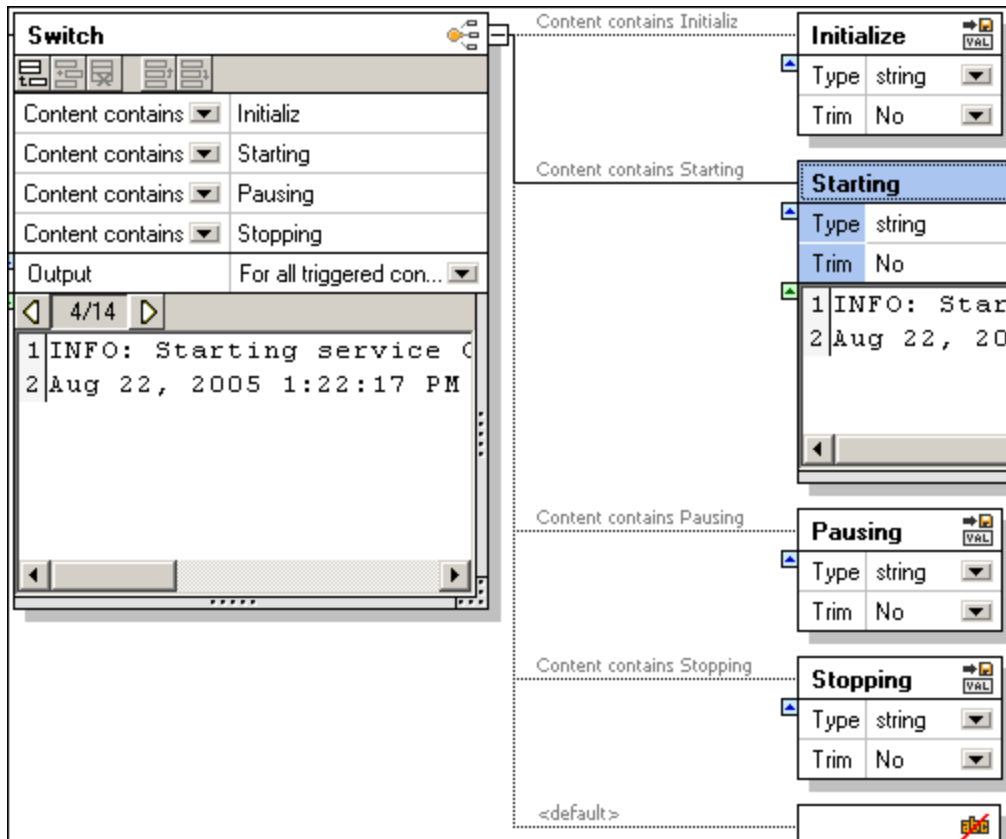 Switch
Content contains Initializ
Content contains Starting
Content contains Pausing
Content contains Stopping
Output For all triggered con...
4/14
1 INFO: Starting service
2 Aug 22, 2005 1:22:17 PM
Content contains Initializ
Initialize
VAL
Type string
Trim No
Content contains Starting
Starting
Type string
Trim No
1 INFO: Star
2 Aug 22, 20
Content contains Pausing
Pausing
VAL
Type string
Trim No
Content contains Stopping
Stopping
VAL
Type string
Trim No
<default>